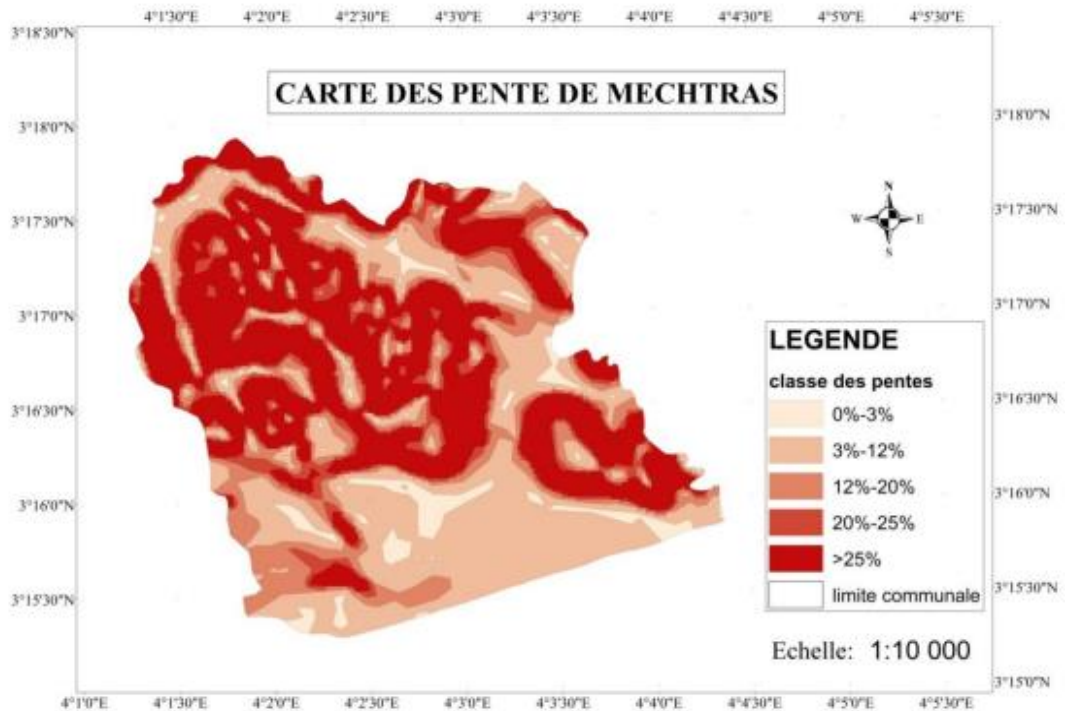 4°1'30"E 4°2'0"E 4°2'30"E 4°3'0"E 4°3'30"E 4°4'0"E 4°4'30"E 4°5'0"E 4°5'30"E
3°18'30"N
CARTE DES PENTE DE MECHTRAS
3°18'0"N 3°18'0"N
N
3°17'30"N W E 3°17'30"N
S
3°17'0"N 3°17'0"N
LEGENDE
classe des pentes
3°16'30"N 0%-3% 3°16'30"N
3%-12%
12%-20%
3°16'0"N 3°16'0"N
20%-25%
>25%
3°15'30"N limite communale 3°15'30"N
Echelle: 1:10 000
3°15'0"N
4°1'0"E 4°1'30"E 4°2'0"E 4°2'30"E 4°3'0"E 4°3'30"E 4°4'0"E 4°4'30"E 4°5'0"E 4°5'30"E